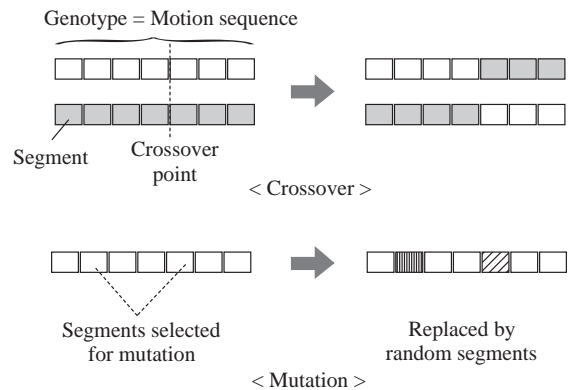 Genotype = Motion sequence
Segment
Crossover
point
< Crossover >
Segments selected
for mutation
Replaced by
random segments
< Mutation >